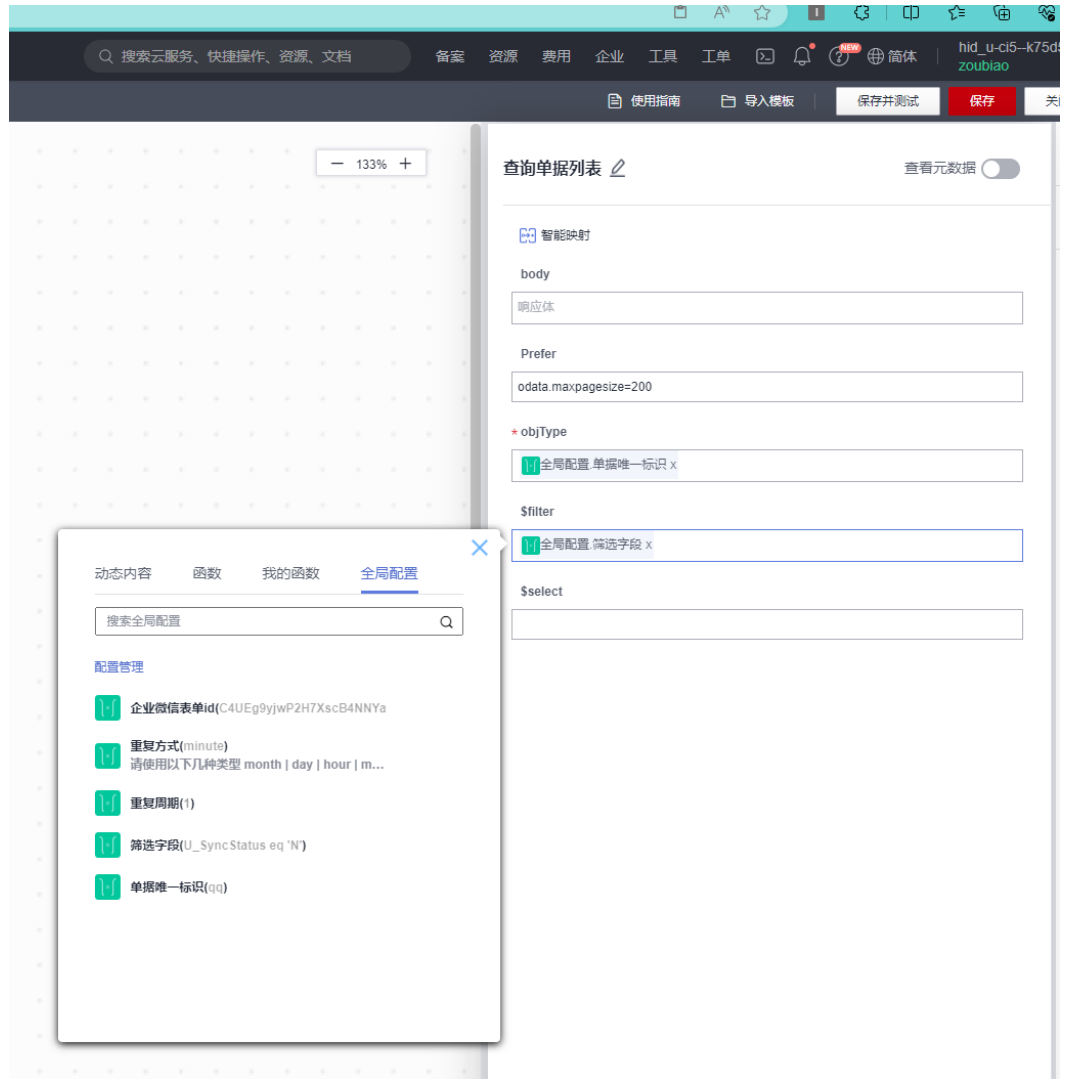 搜索云服务、快捷操作、资源、文档
备案 资源 费用 企业 工具 工单 NEW 简体
hid_u-ci5--k75d5
zoubiao
使用指南 导入模板 保存并测试 保存 关
133%
查询单据列表
查看元数据
智能映射
body
响应体
Prefer
odata.maxpagesize=200
* objType
全局配置.单据唯一标识 x
$filter
全局配置.筛选字段 x
$select
动态内容 函数 我的函数 全局配置
搜索全局配置
配置管理
企业微信表单id(C4UEg9yjwP2H7XscB4NNYa
重复方式(minute)
请使用以下几种类型 month | day | hour | m...
重复周期(1)
筛选字段(U_SyncStatus eq 'N')
单据唯一标识(qq)